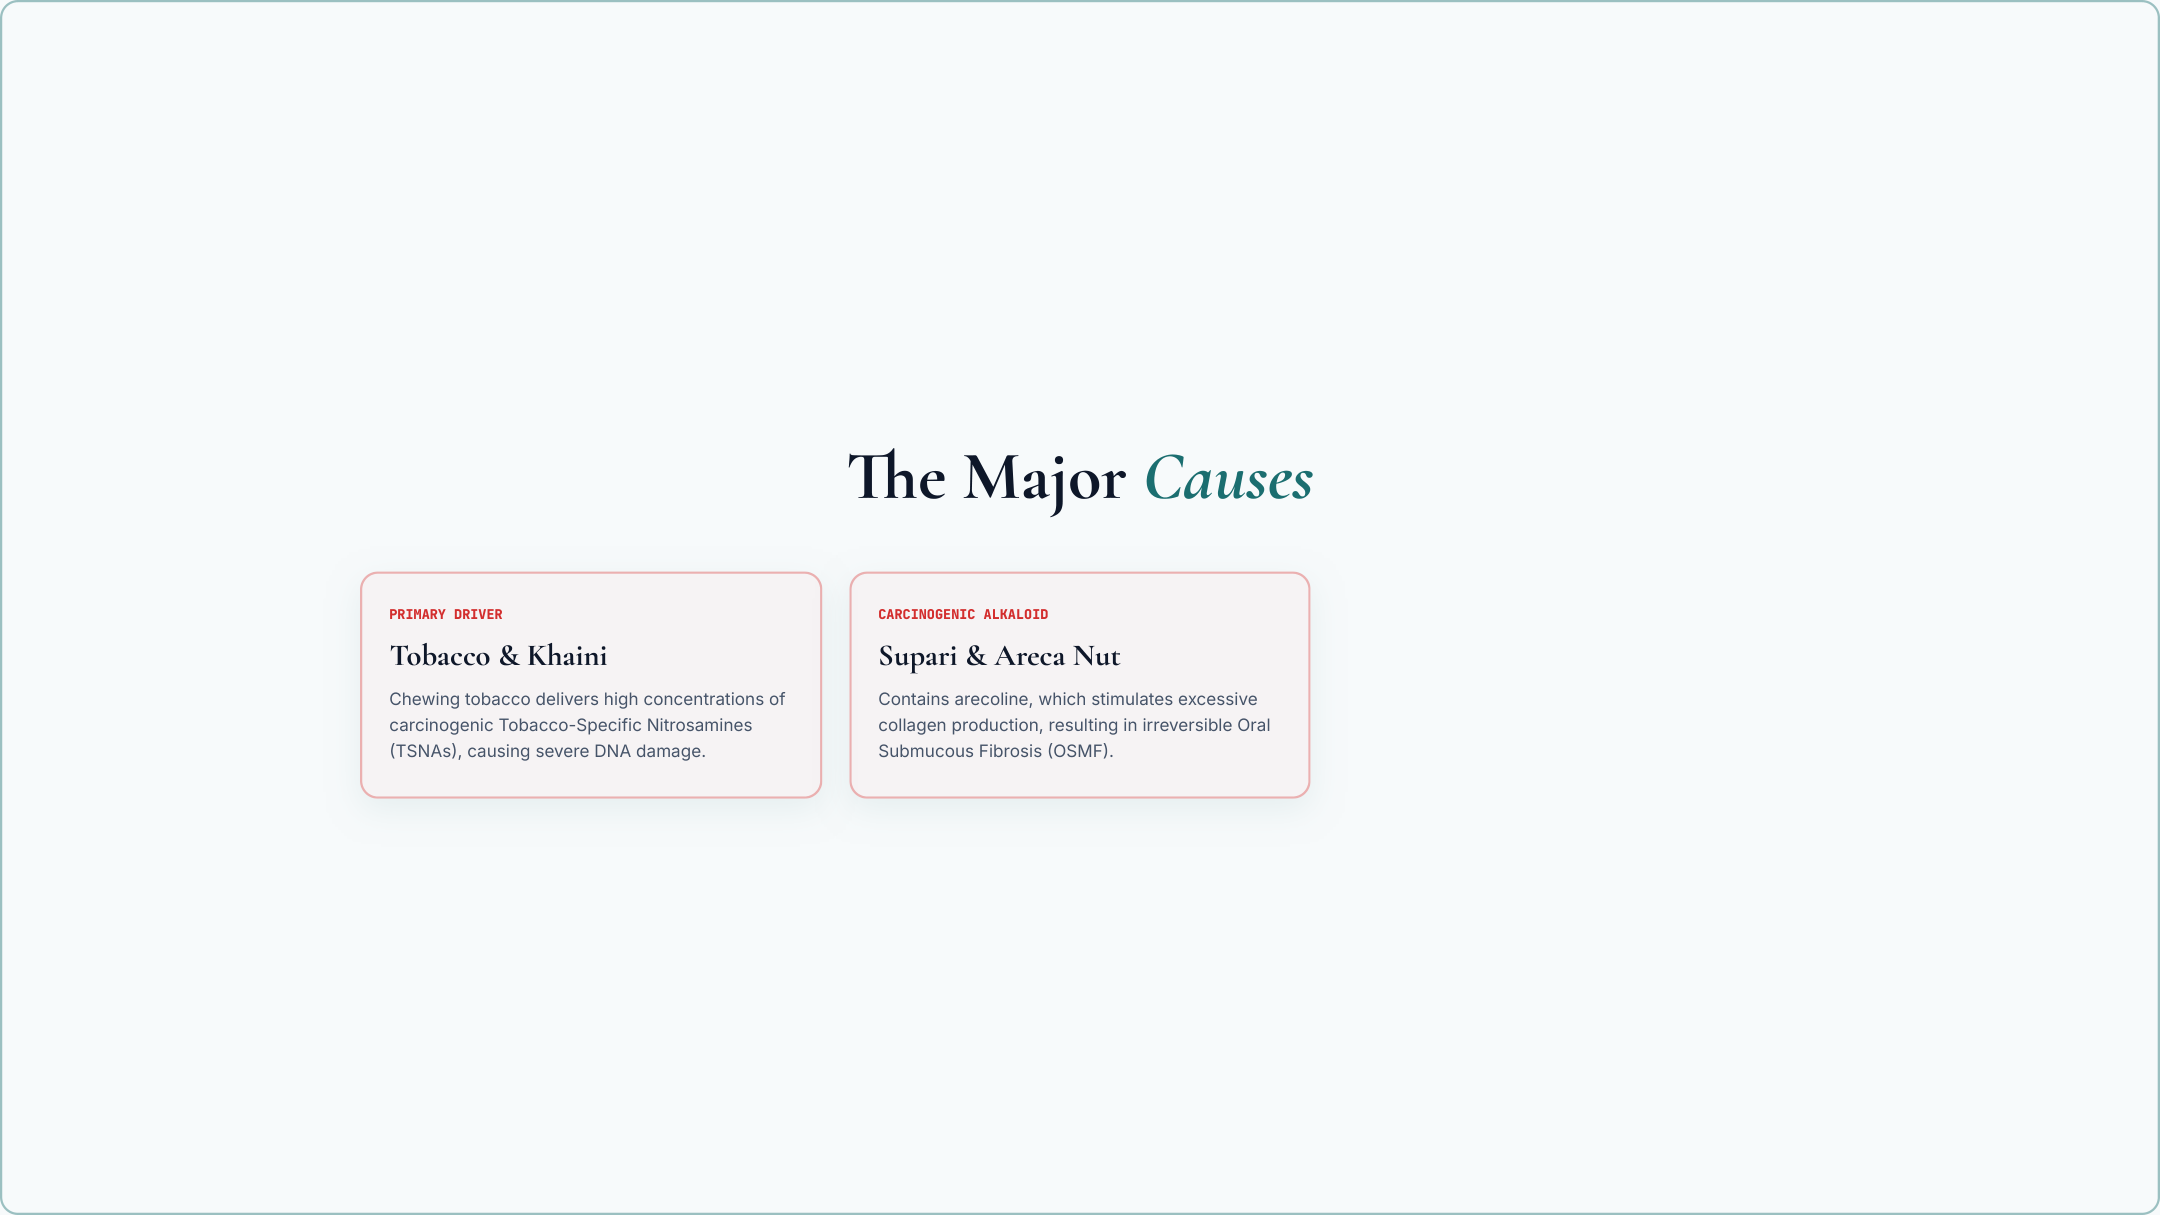 The Major Causes
PRIMARY DRIVER
Tobacco & Khaini
Chewing tobacco delivers high concentrations of
carcinogenic Tobacco-Specific Nitrosamines
(TSNAs), causing severe DNA damage.
CARCINOGENIC ALKALOID
Supari & Areca Nut
Contains arecoline, which stimulates excessive
collagen production, resulting in irreversible Oral
Submucous Fibrosis (OSMF).